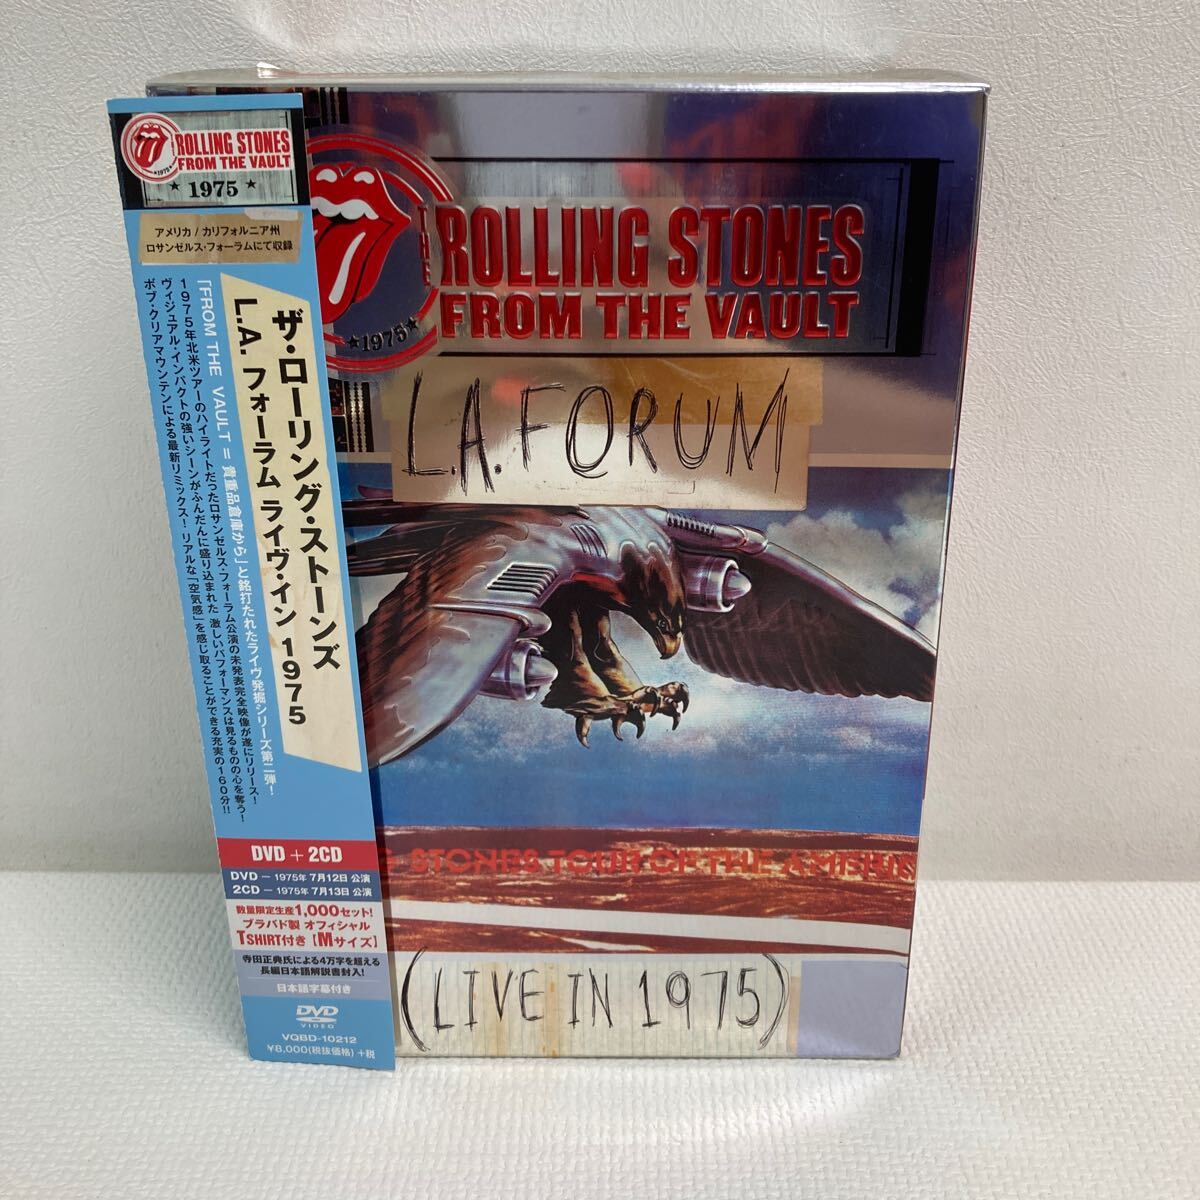 THE
ROLLING STONES
FROM THE VAULT
★1975★
★ 1975 ★
アメリカ / カリフォルニア州
ロサンゼルス・フォーラムにて収録
ザ・ローリング・ストーンズ
L.A. フォーラム ライヴ・イン 1975
「FROM THE VAULT = 貴重品倉庫から」と銘打たれたライヴ発掘シリーズ第二弾！
1975年北米ツアーのハイライトだったロサンゼルス・フォーラム公演の未発表完全映像が遂にリリース！
ヴィジュアル・インパクトの強いシーンがふんだんに盛り込まれた 激しいパフォーマンスは見るものの心を奪う！
ボブ・クリアマウンテンによる最新リミックス！リアルな「空気感」を感じ取ることができる充実の160分!!
DVD + 2CD
DVD ー 1975年 7月12日 公演
2CD ー 1975年 7月13日 公演
数量限定生産1,000セット!
ブラバド製 オフィシャル
TSHIRT付き【Mサイズ】
寺田正典氏による4万字を超える
長編日本語解説書封入!
日本語字幕付き
DVD
VIDEO
VQBD-10212
¥8,000(税抜価格) +税
THE
ROLLING STONES
FROM THE VAULT
★1975★
L.A. FORUM
G STONES TOUR OF THE AMERIC
(LIVE IN 1975)